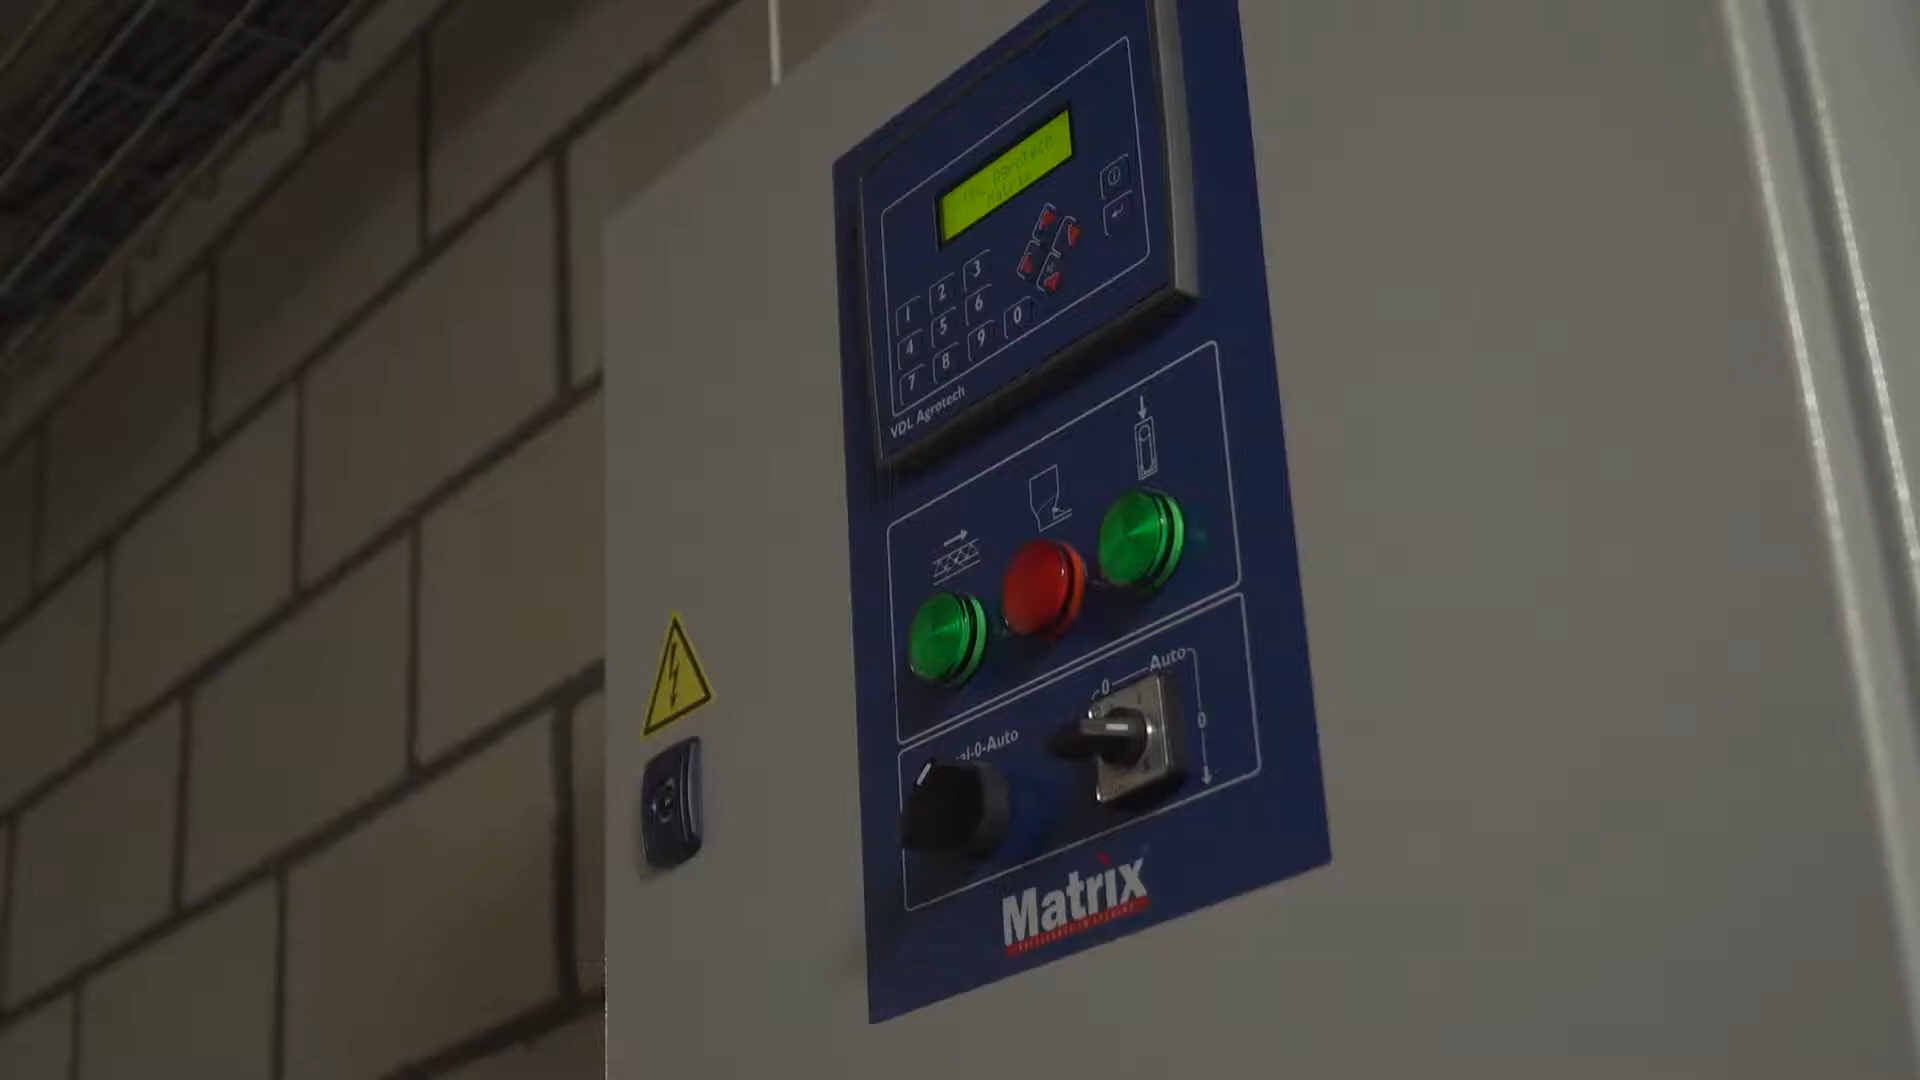 VDL Agrotech
Matrix
1 2 3
4 5 6
7 8 9 0
VDL Agrotech
0 Auto
0
-0-Auto
Matrix